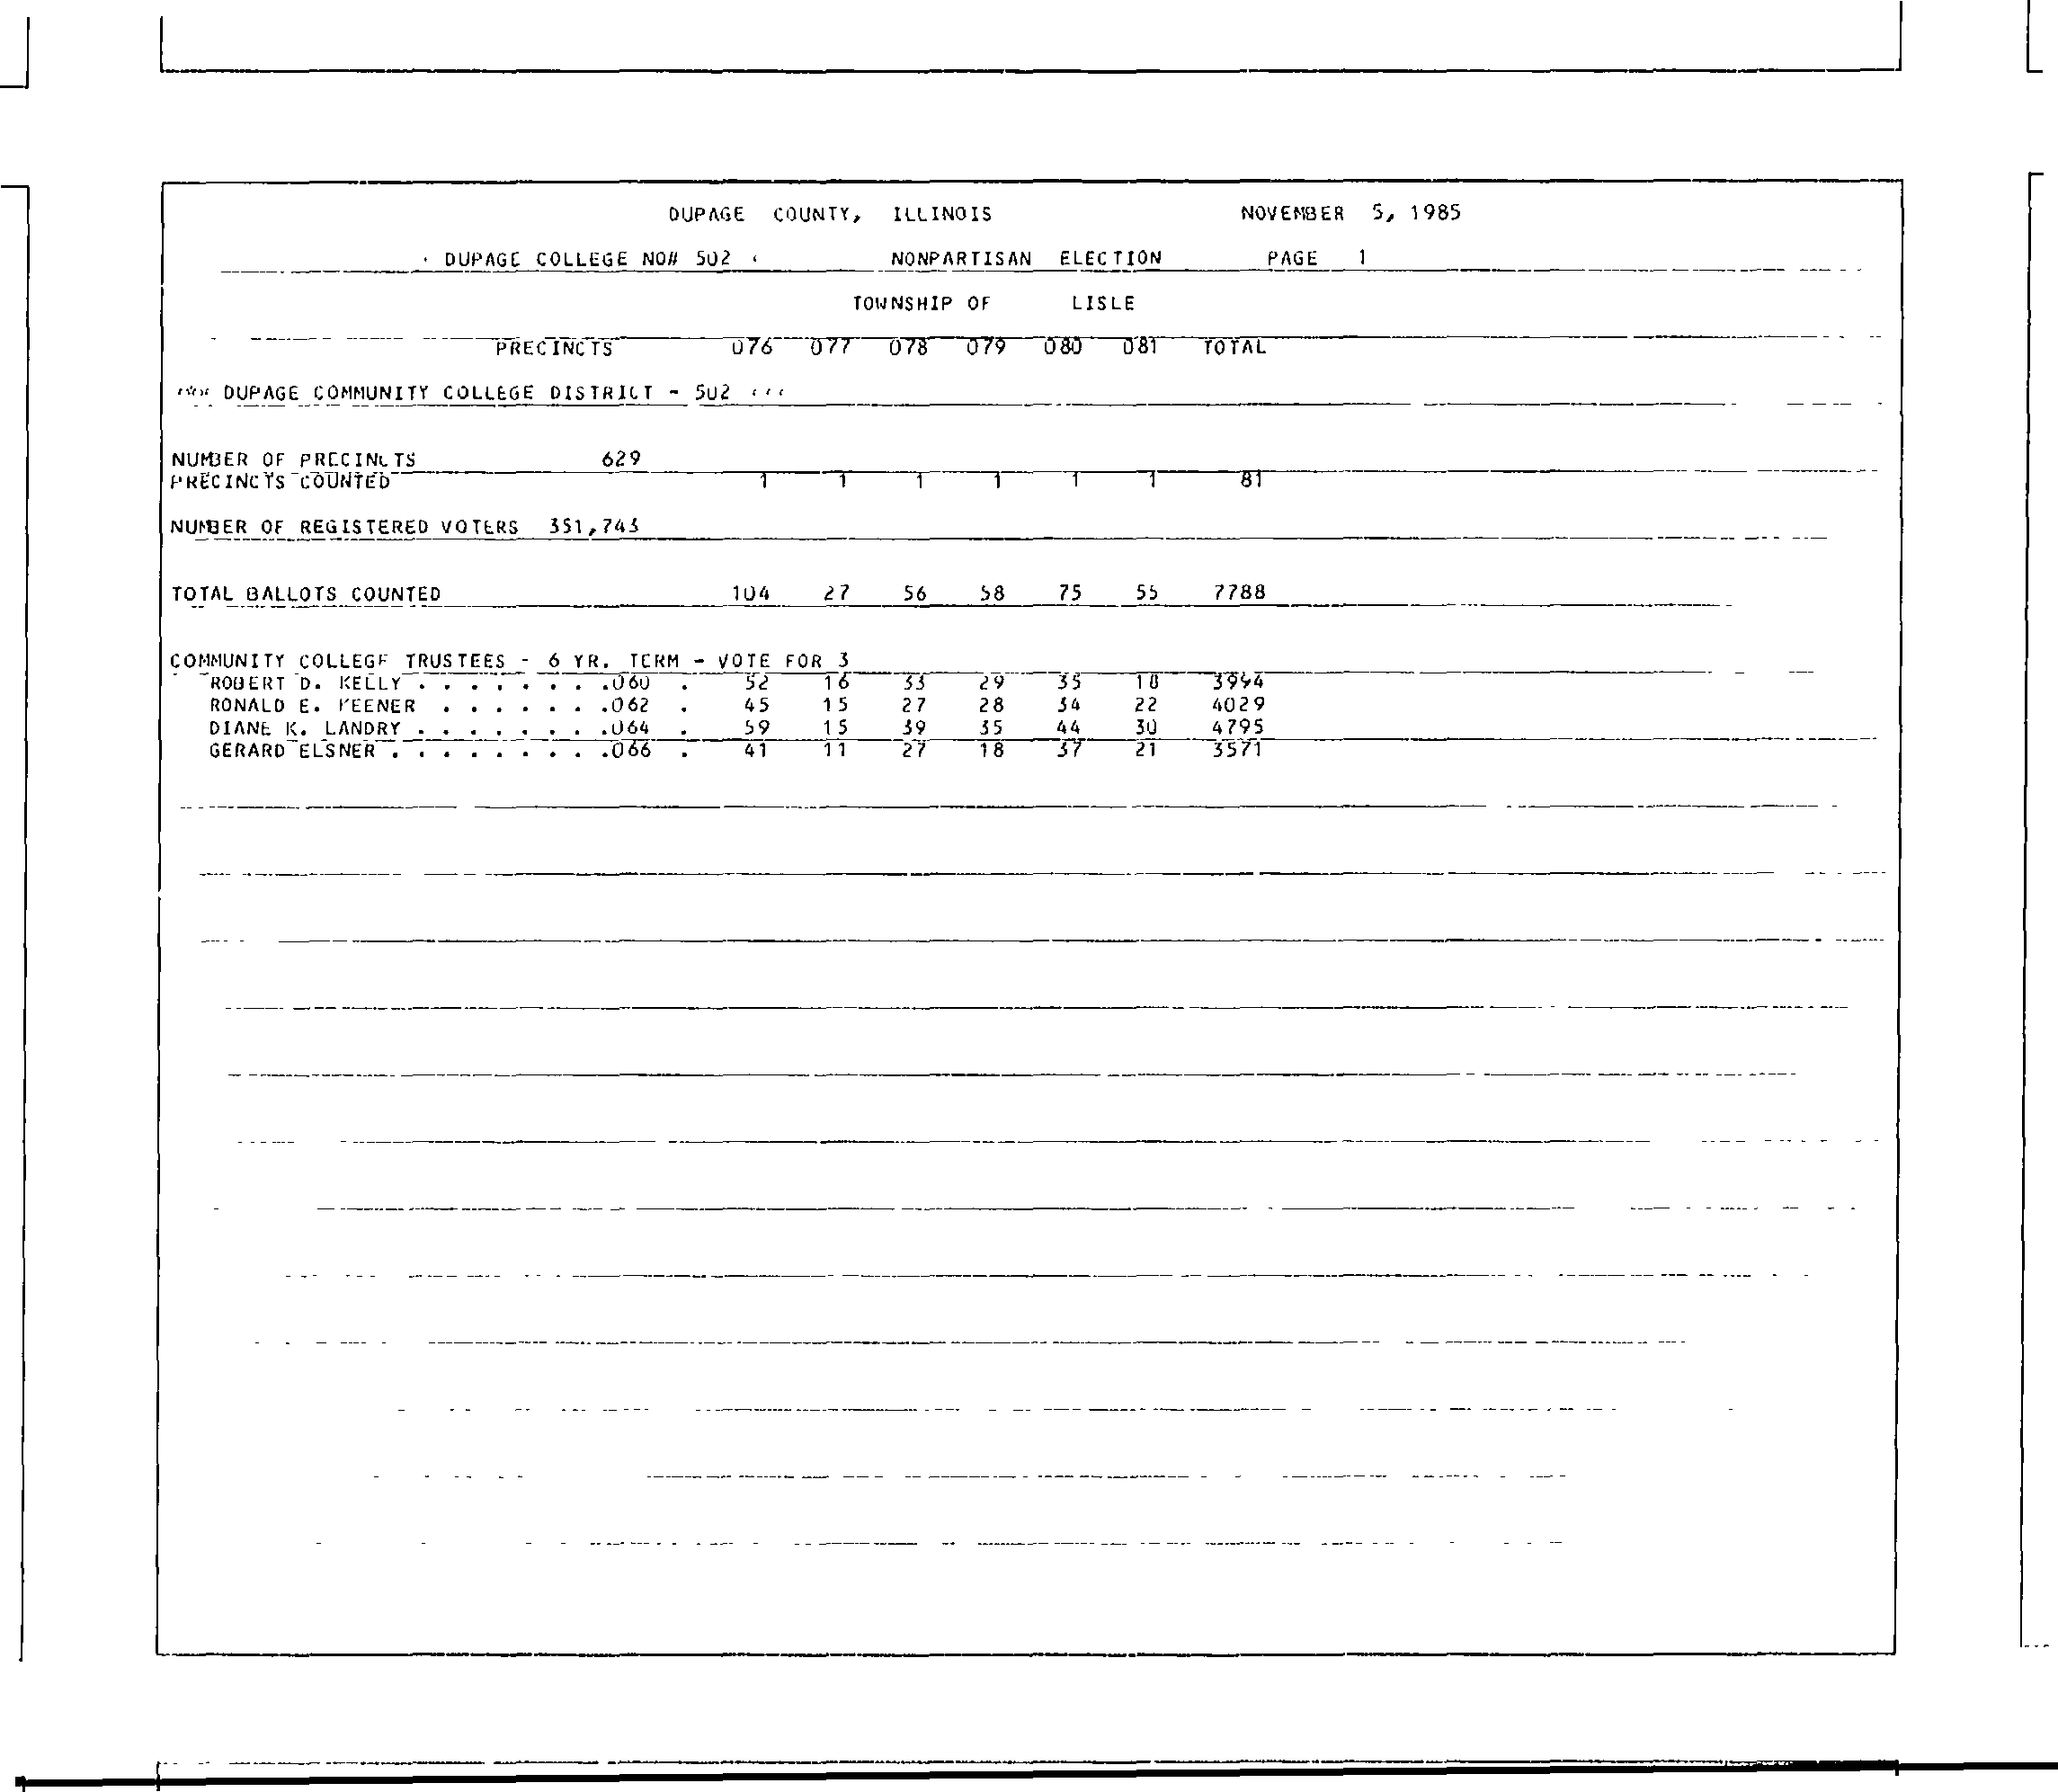 DUPAGE COUNTY, ILLINOIS NOVEMBER 5, 1985
DUPAGE COLLEGE NO# 502 NONPARTISAN ELECTION PAGE 1
TOWNSHIP OF LISLE
PRECINCTS 076 077 078 079 080 081 TOTAL
DUPAGE COMMUNITY COLLEGE DISTRICT - 502
NUMBER OF PRECINCTS 629
PRECINCTS COUNTED 1 1 1 1 1 1 81
NUMBER OF REGISTERED VOTERS 351,743
TOTAL BALLOTS COUNTED 104 27 56 58 75 55 7788
COMMUNITY COLLEGE TRUSTEES - 6 YR. TERM - VOTE FOR 3
ROBERT D. KELLY . . . . . . . .060 . 52 16 33 29 35 18 3994
RONALD E. KEENER . . . . . . .062 . 45 15 27 28 34 22 4029
DIANE K. LANDRY . . . . . . . .064 . 59 15 39 35 44 30 4795
GERARD ELSNER . . . . . . . . .066 . 41 11 27 18 37 21 3571